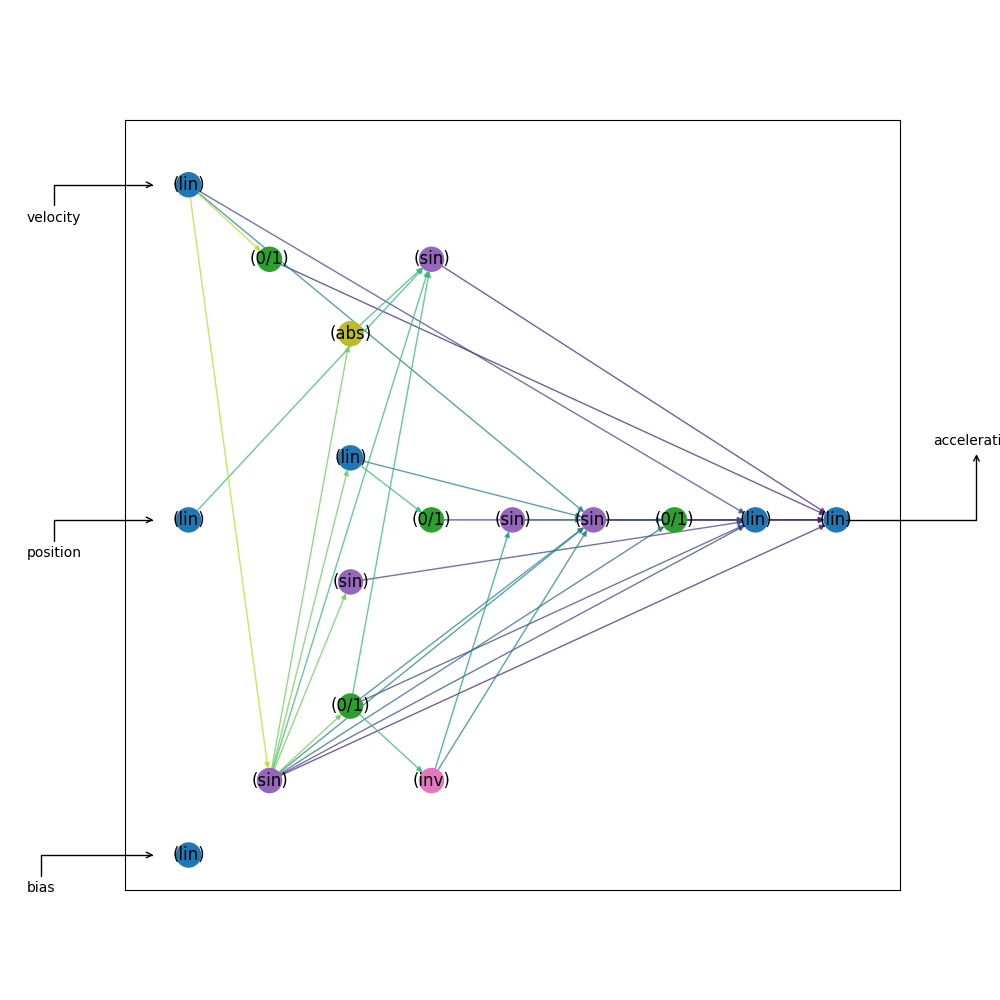 (lin)
velocity
(0/1)
(sin)
(abs)
accelerati
(lin)
(lin)
(0/1)
(sin)
(sin)
(0/1)
(lin)
(lin)
position
(sin)
(0/1)
(sin)
(inv)
(lin)
bias